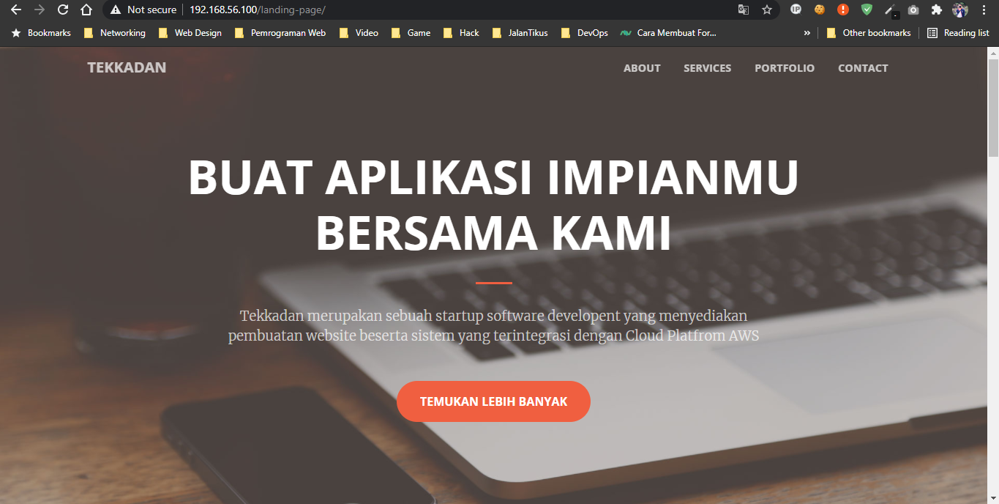 Not secure 192.168.56.100/landing-page/
Bookmarks Networking Web Design Pemrograman Web Video Game Hack JalanTikus DevOps Cara Membuat For... » Other bookmarks Reading list
TEKKADAN ABOUT SERVICES PORTFOLIO CONTACT
BUAT APLIKASI IMPIANMU
BERSAMA KAMI
Tekkadan merupakan sebuah startup software developent yang menyediakan
pembuatan website beserta sistem yang terintegrasi dengan Cloud Platfrom AWS
TEMUKAN LEBIH BANYAK